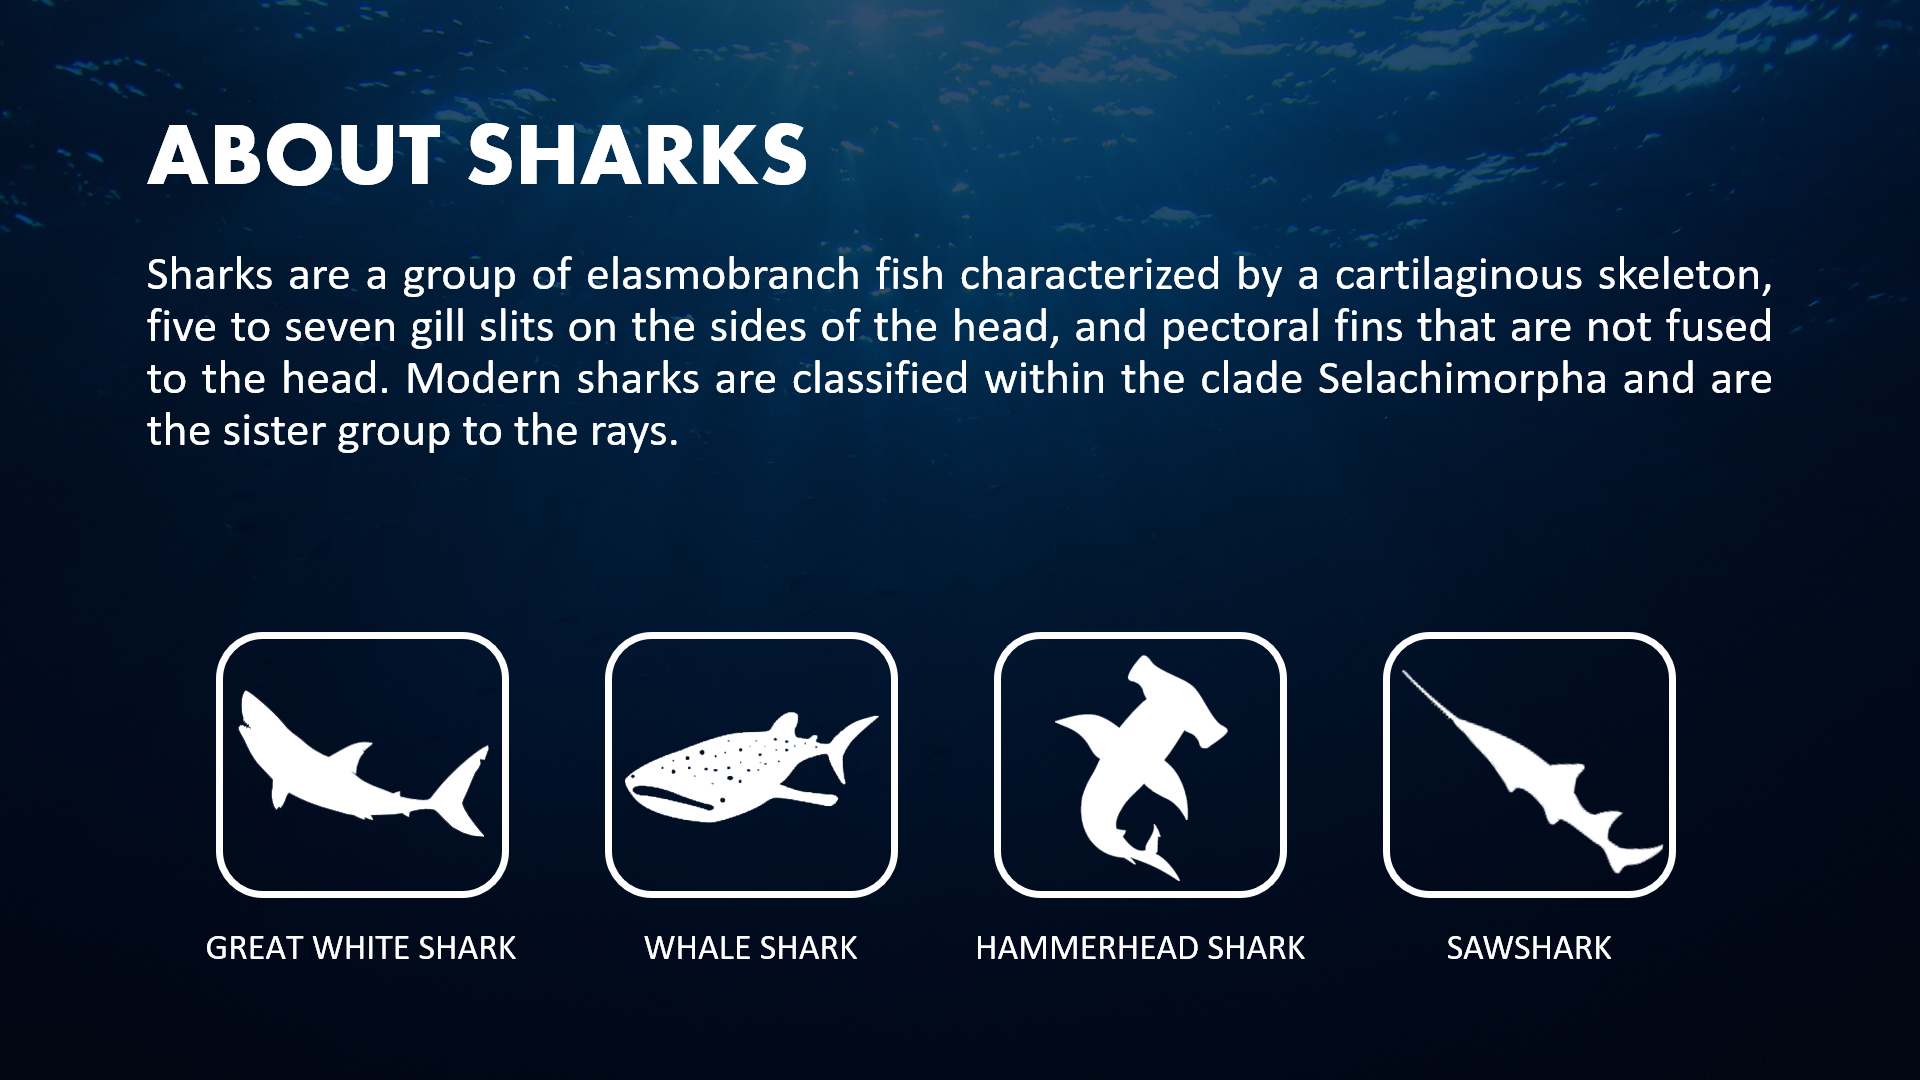 ABOUT SHARKS
Sharks are a group of elasmobranch fish characterized by a cartilaginous skeleton,
five to seven gill slits on the sides of the head, and pectoral fins that are not fused
to the head. Modern sharks are classified within the clade Selachimorpha and are
the sister group to the rays.
GREAT WHITE SHARK
WHALE SHARK
HAMMERHEAD SHARK
SAWSHARK